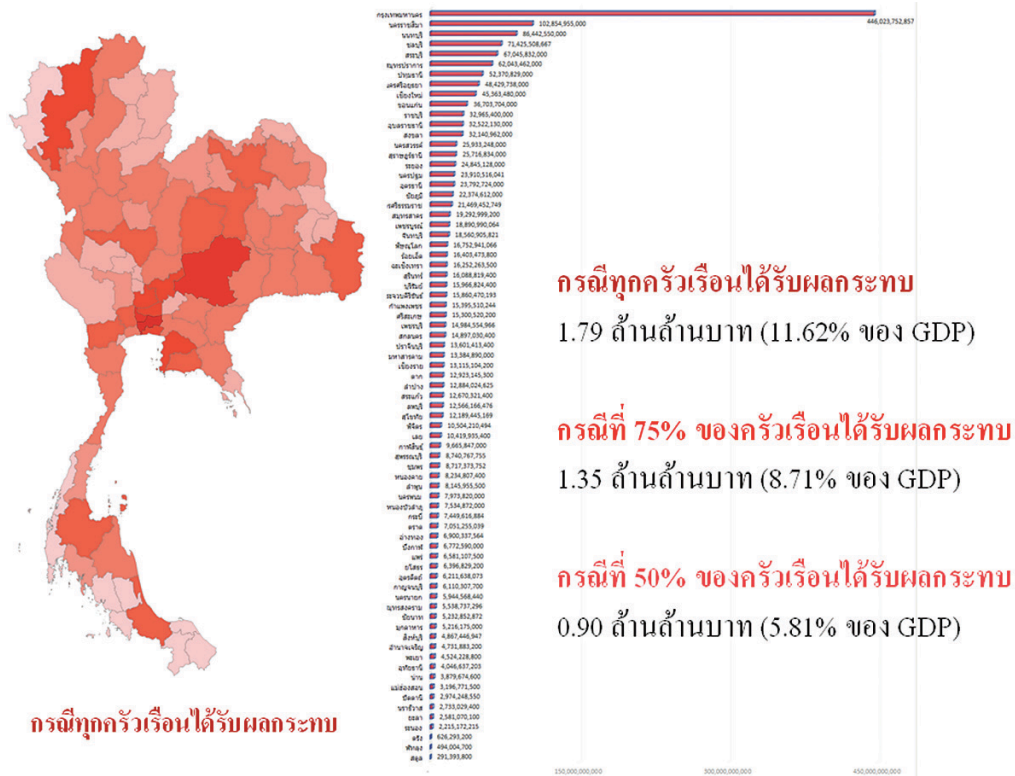 กรุงเทพมหานคร 446,023,752,857
นครราชสีมา 102,854,955,000
นนทบุรี 86,442,550,000
ชลบุรี 71,425,508,667
สระบุรี 67,045,832,000
สมุทรปราการ 62,043,462,000
ปทุมธานี 52,370,829,000
นครศรีอยุธยา 48,429,738,000
เชียงใหม่ 45,363,480,000
ขอนแก่น 36,703,704,000
ราชบุรี 32,965,400,000
อุบลราชธานี 32,522,130,000
สงขลา 32,140,962,000
นครสวรรค์ 25,933,248,000
สุราษฎร์ธานี 25,716,834,000
ระยอง 24,845,128,000
นครปฐม 23,910,516,041
อุดรธานี 23,792,724,000
ชัยภูมิ 22,374,612,000
21,469,452,749
สมุทรสาคร 19,292,999,200
เพชรบูรณ์ 18,890,990,064
จันทบุรี 18,560,905,821
พิษณุโลก 16,752,941,066
ร้อยเอ็ด 16,403,473,800
ฉะเชิงเทรา 16,252,263,500
สุรินทร์ 16,088,819,400
บุรีรัมย์ 15,966,824,400
15,860,470,193
กำแพงเพชร 15,395,510,244
ศรีสะเกษ 15,300,520,200
เพชรบุรี 14,984,554,966
สกลนคร 14,897,030,400
ปราจีนบุรี 13,601,413,400
มหาสารคาม 13,384,890,000
เชียงราย 13,115,104,200
ตาก 12,923,145,300
ลำปาง 12,884,024,625
สระแก้ว 12,670,321,400
ลพบุรี 12,566,166,476
สุโขทัย 12,189,445,169
พิจิตร 10,504,210,494
เลย 10,419,935,400
กาฬสินธุ์ 9,665,847,000
สุพรรณบุรี 8,740,767,755
ชุมพร 8,717,373,752
หนองคาย 8,234,807,400
ลำพูน 8,145,955,500
นครพนม 7,973,820,000
หนองบัวลำภู 7,534,872,000
กระบี่ 7,449,616,884
ตราด 7,051,255,039
อ่างทอง 6,900,337,564
บึงกาฬ 6,772,590,000
แพร่ 6,581,107,500
ยโสธร 6,396,829,200
อุตรดิตถ์ 6,211,638,073
กาญจนบุรี 6,110,307,700
นครนายก 5,944,568,440
สมุทรสงคราม 5,538,737,296
ชัยนาท 5,232,852,872
มุกดาหาร 5,216,175,000
สิงห์บุรี 4,867,446,947
อำนาจเจริญ 4,731,883,200
พะเยา 4,524,228,800
อุทัยธานี 4,046,637,203
น่าน 3,879,674,600
แม่ฮ่องสอน 3,196,771,500
ปัตตานี 2,974,248,550
นราธิวาส 2,733,029,400
ยะลา 2,581,070,100
ระนอง 2,215,172,215
ตรัง 626,293,200
พัทลุง 494,004,700
สตูล 291,393,800
150,000,000,000 300,000,000,000 450,000,000,000
กรณีทุกครัวเรือนได้รับผลกระทบ
กรณีทุกครัวเรือนได้รับผลกระทบ
1.79 ล้านล้านบาท (11.62% ของ GDP)
กรณีที่ 75% ของครัวเรือนได้รับผลกระทบ
1.35 ล้านล้านบาท (8.71% ของ GDP)
กรณีที่ 50% ของครัวเรือนได้รับผลกระทบ
0.90 ล้านล้านบาท (5.81% ของ GDP)